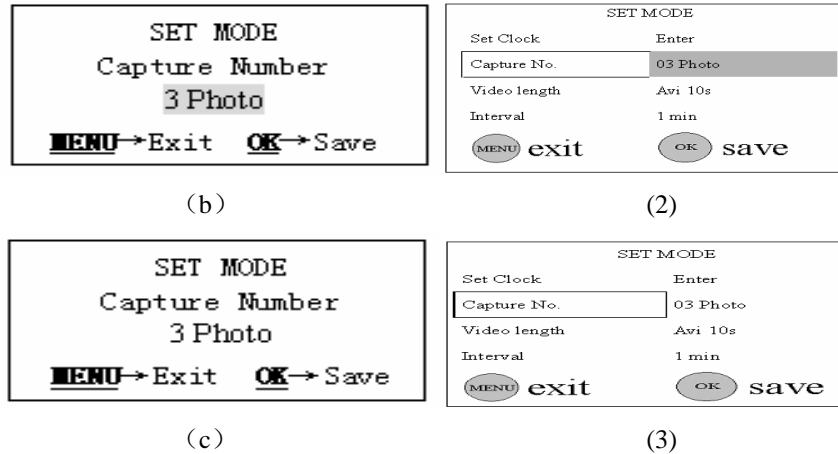 SET MODE
Capture Number
3 Photo
MENU→Exit OK→Save
(b)
SET MODE
Set Clock Enter
Capture No. 03 Photo
Video length Avi 10s
Interval 1 min
MENU exit OK save
(2)
SET MODE
Capture Number
3 Photo
MENU→Exit OK→Save
(c)
SET MODE
Set Clock Enter
Capture No. 03 Photo
Video length Avi 10s
Interval 1 min
MENU exit OK save
(3)